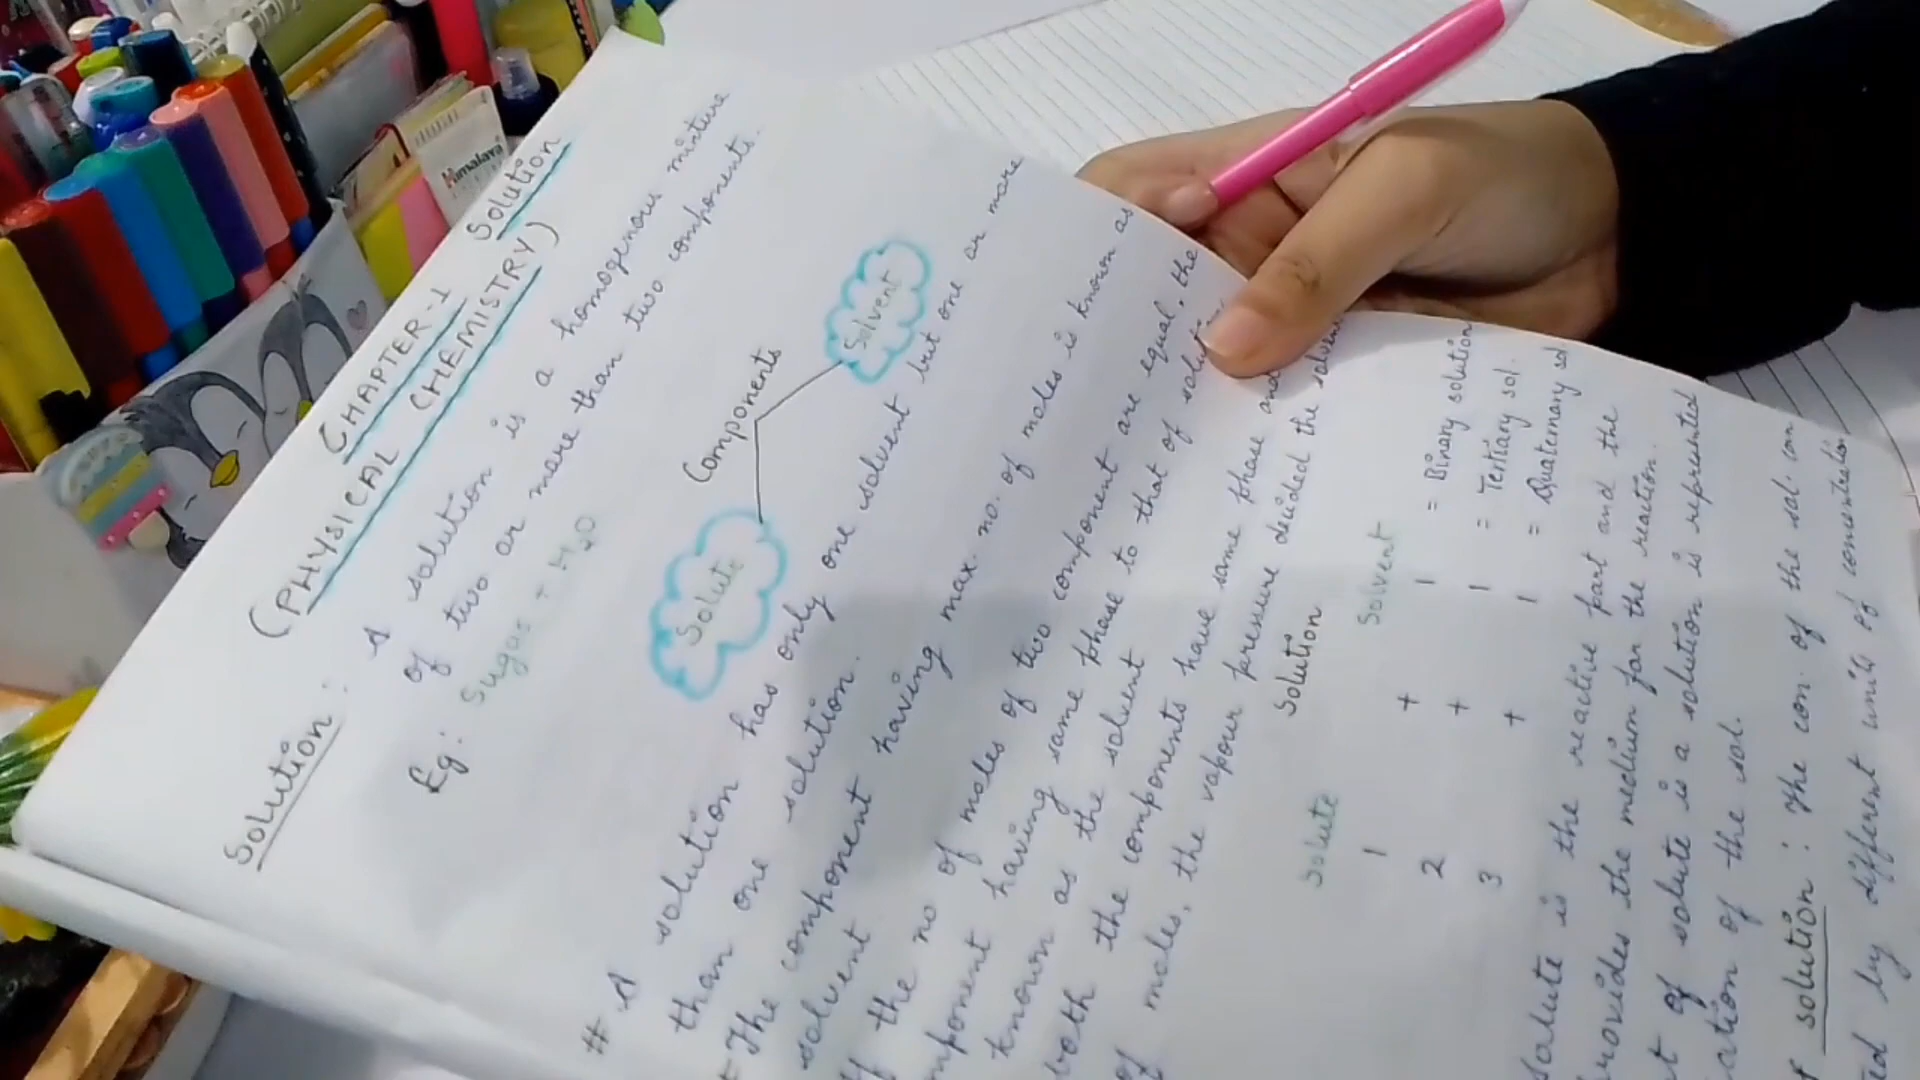 CHAPTER-1
(PHYSICAL CHEMISTRY)
Solution
Solution :
A solution is a homogenous mixture
of two or more than two components.
Eg: Sugar + H2O
Components
Solute
Solvent
# A solution has only one solvent but one or more
than one solution.
The component having max. no. of moles is known as
solvent
If the no of moles of two component are equal, the
having same phase to that of
known as the solvent
both the components have same phase and
of moles, the vapour pressure decided the
Solution
Solute Solvent
1 + 1 = Binary solution
2 + 1 = Tertiary sol.
3 + 1 = Quaternary sol
solute is the reactive part and the
provides the medium for the reaction.
of solute is a solution is represented
of the sol.
solution : The con. of the sol. can
by different units of
Himalaya